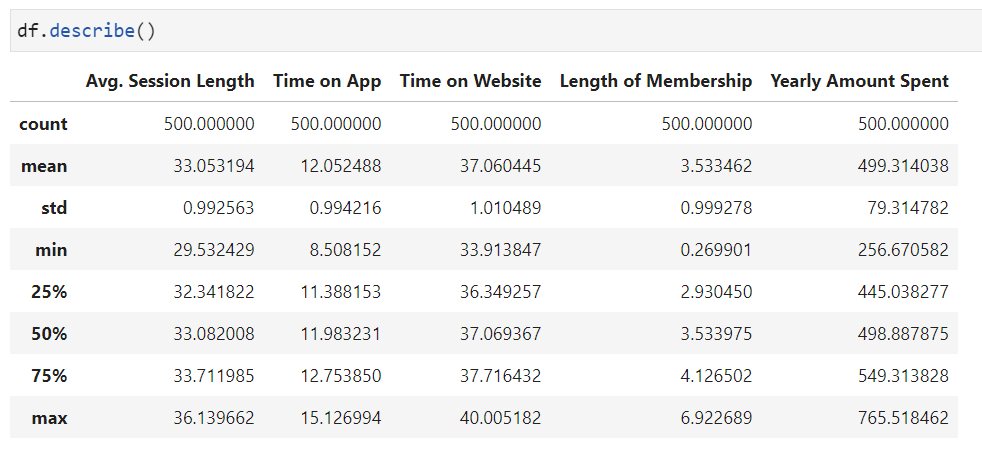 df.describe()
Avg. Session Length Time on App Time on Website Length of Membership Yearly Amount Spent
count 500.000000 500.000000 500.000000 500.000000 500.000000
mean 33.053194 12.052488 37.060445 3.533462 499.314038
std 0.992563 0.994216 1.010489 0.999278 79.314782
min 29.532429 8.508152 33.913847 0.269901 256.670582
25% 32.341822 11.388153 36.349257 2.930450 445.038277
50% 33.082008 11.983231 37.069367 3.533975 498.887875
75% 33.711985 12.753850 37.716432 4.126502 549.313828
max 36.139662 15.126994 40.005182 6.922689 765.518462